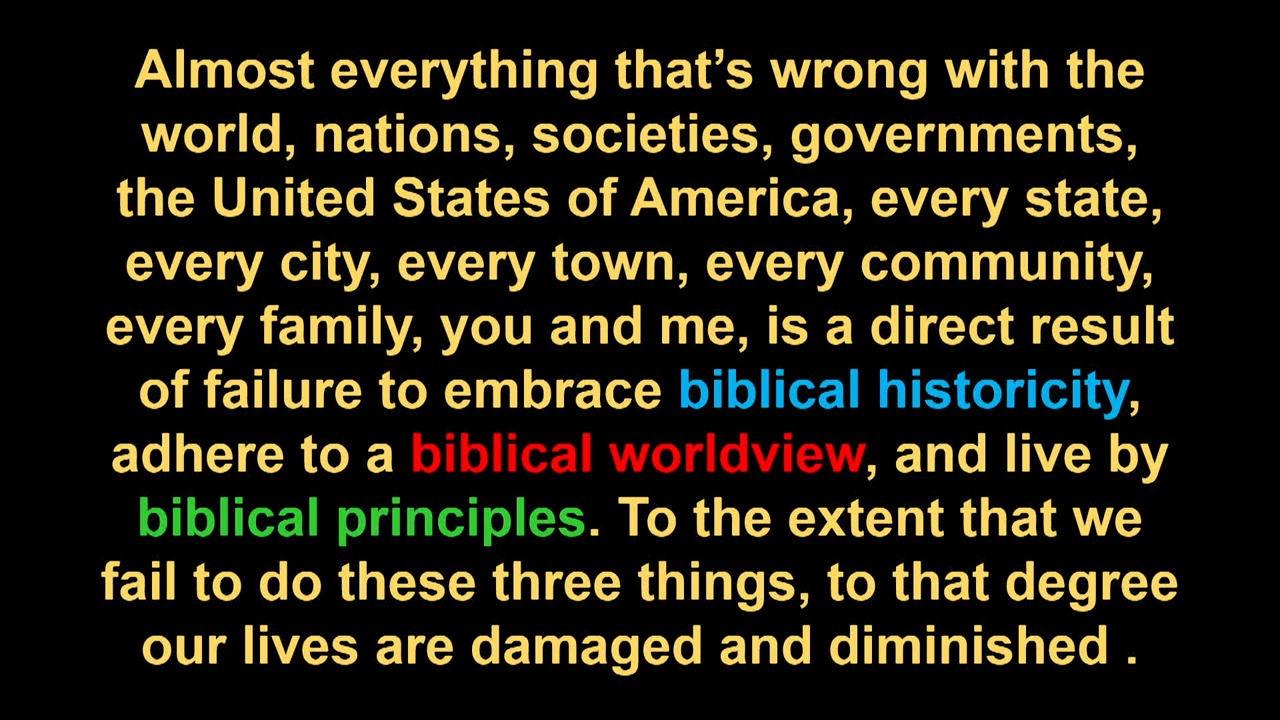 Almost everything that’s wrong with the
world, nations, societies, governments,
the United States of America, every state,
every city, every town, every community,
every family, you and me, is a direct result
of failure to embrace biblical historicity,
adhere to a biblical worldview, and live by
biblical principles. To the extent that we
fail to do these three things, to that degree
our lives are damaged and diminished .